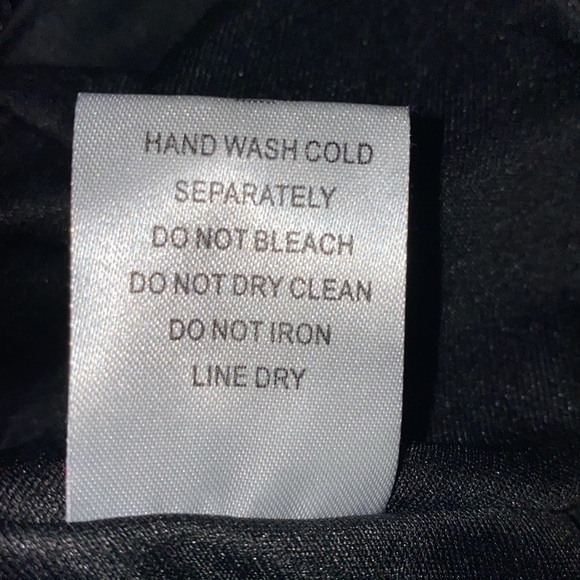 HAND WASH COLD
SEPARATELY
DO NOT BLEACH
DO NOT DRY CLEAN
DO NOT IRON
LINE DRY